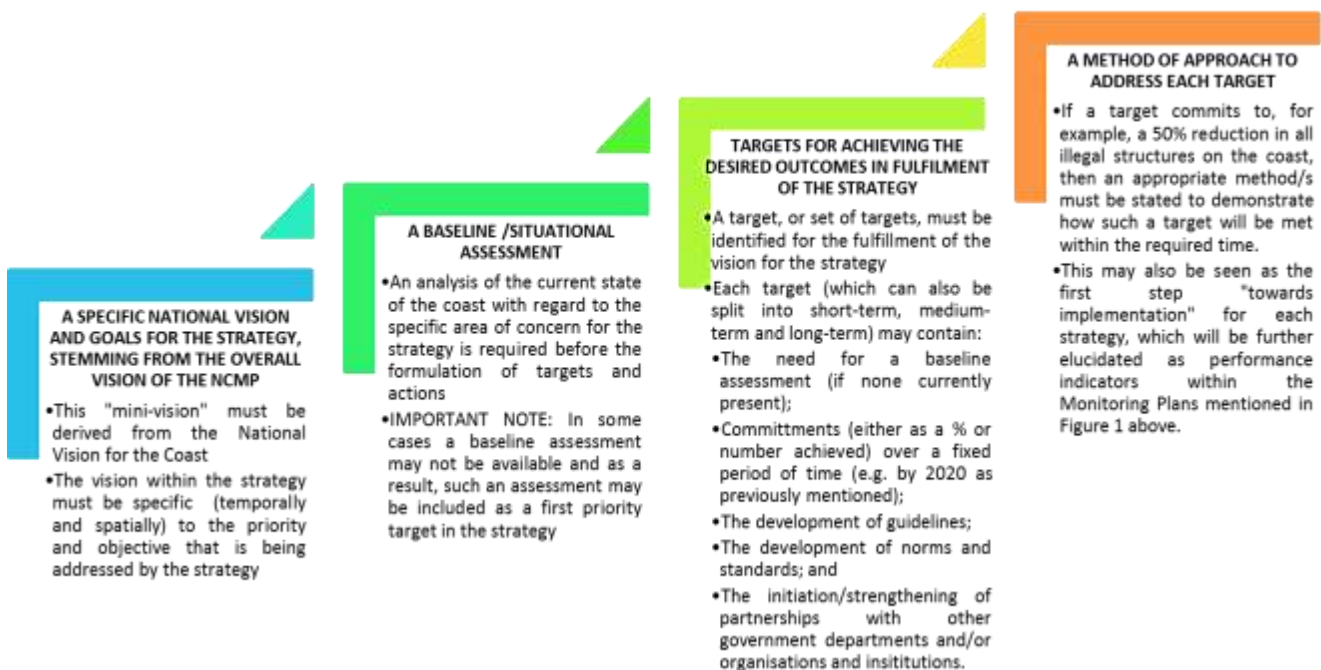 A SPECIFIC NATIONAL VISION
AND GOALS FOR THE STRATEGY,
STEMMING FROM THE OVERALL
VISION OF THE NCMP
•This "mini-vision" must be
derived from the National
Vision for the Coast
•The vision within the strategy
must be specific (temporally
and spatially) to the priority
and objective that is being
addressed by the strategy
A BASELINE /SITUATIONAL
ASSESSMENT
•An analysis of the current state
of the coast with regard to the
specific area of concern for the
strategy is required before the
formulation of targets and
actions
•IMPORTANT NOTE: In some
cases a baseline assessment
may not be available and as a
result, such an assessment may
be included as a first priority
target in the strategy
TARGETS FOR ACHIEVING THE
DESIRED OUTCOMES IN FULFILMENT
OF THE STRATEGY
•A target, or set of targets, must be
identified for the fulfillment of the
vision for the strategy
•Each target (which can also be
split into short-term, medium-
term and long-term) may contain:
•The need for a baseline
assessment (if none currently
present);
•Committments (either as a % or
number achieved) over a fixed
period of time (e.g. by 2020 as
previously mentioned);
•The development of guidelines;
•The development of norms and
standards; and
•The initiation/strengthening of
partnerships with other
government departments and/or
organisations and insititutions.
A METHOD OF APPROACH TO
ADDRESS EACH TARGET
•If a target commits to, for
example, a 50% reduction in all
illegal structures on the coast,
then an appropriate method/s
must be stated to demonstrate
how such a target will be met
within the required time.
•This may also be seen as the
first step "towards
implementation" for each
strategy, which will be further
elucidated as performance
indicators within the
Monitoring Plans mentioned in
Figure 1 above.